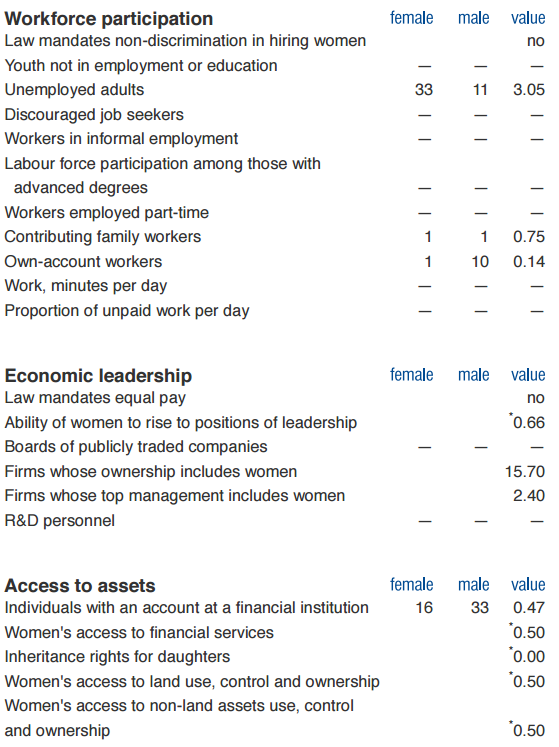 Workforce participation female male value
Law mandates non-discrimination in hiring women no
Youth not in employment or education — — —
Unemployed adults 33 11 3.05
Discouraged job seekers — — —
Workers in informal employment — — —
Labour force participation among those with
advanced degrees — — —
Workers employed part-time — — —
Contributing family workers 1 1 0.75
Own-account workers 1 10 0.14
Work, minutes per day — — —
Proportion of unpaid work per day — — —
Economic leadership female male value
Law mandates equal pay no
Ability of women to rise to positions of leadership *0.66
Boards of publicly traded companies — — —
Firms whose ownership includes women 15.70
Firms whose top management includes women 2.40
R&D personnel — — —
Access to assets female male value
Individuals with an account at a financial institution 16 33 0.47
Women's access to financial services *0.50
Inheritance rights for daughters *0.00
Women's access to land use, control and ownership *0.50
Women's access to non-land assets use, control
and ownership *0.50